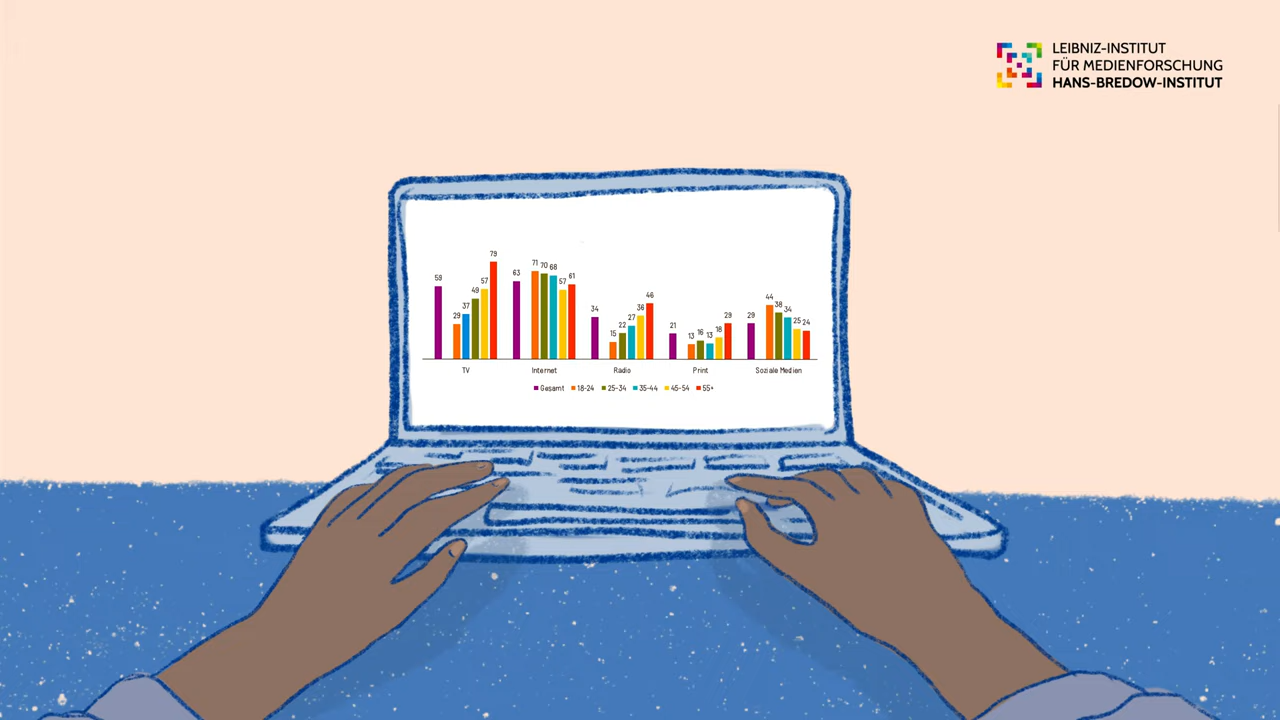 LEIBNIZ-INSTITUT
FÜR MEDIENFORSCHUNG
HANS-BREDOW-INSTITUT
59 29 37 49 57 79
63 71 70 68 57 61
34 15 22 27 36 46
21 13 16 13 18 29
29 44 38 34 25 24
TV Internet Radio Print Soziale Medien
Gesamt 18-24 25-34 35-44 45-54 55+